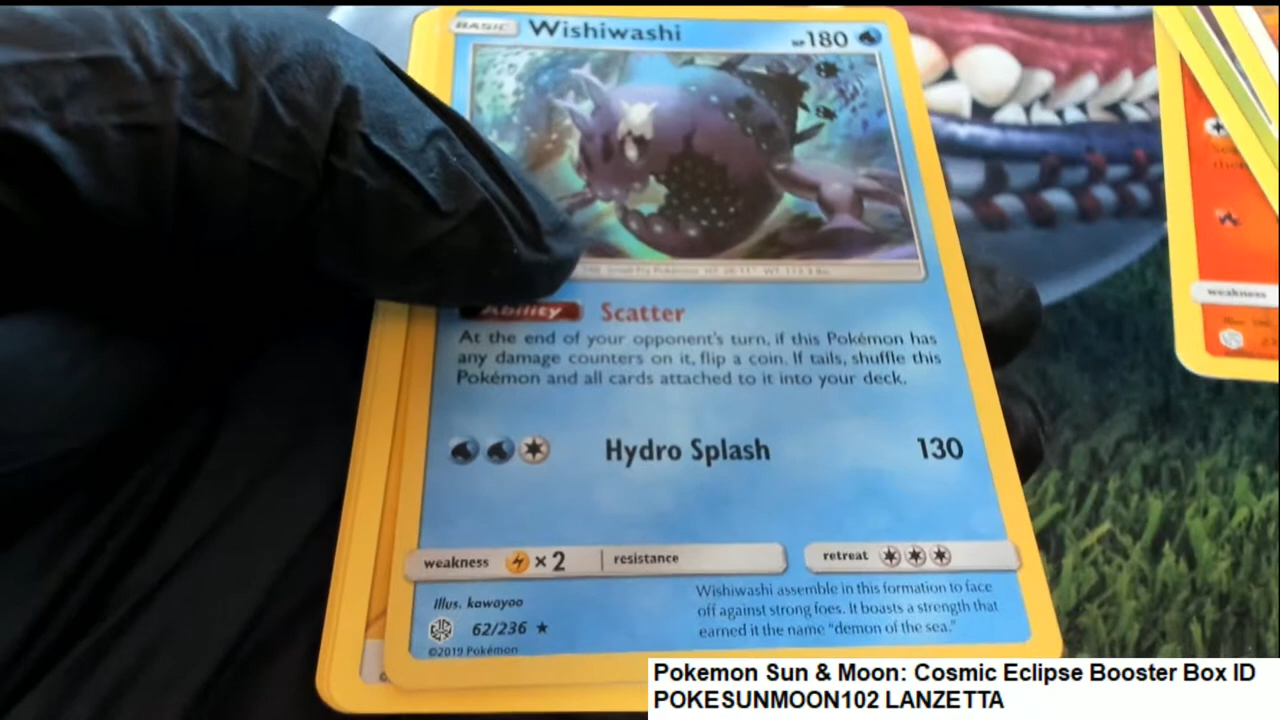 BASIC Wishiwashi HP 180
Ability Scatter
At the end of your opponent's turn, if this Pokémon has
any damage counters on it, flip a coin. If tails, shuffle this
Pokémon and all cards attached to it into your deck.
Hydro Splash 130
weakness ×2 resistance retreat
Wishiwashi assemble in this formation to face
off against strong foes. It boasts a strength that
earned it the name "demon of the sea."
Illus. kawayoo
62/236
©2019 Pokémon
weakness
Pokemon Sun & Moon: Cosmic Eclipse Booster Box ID
POKESUNMOON102 LANZETTA